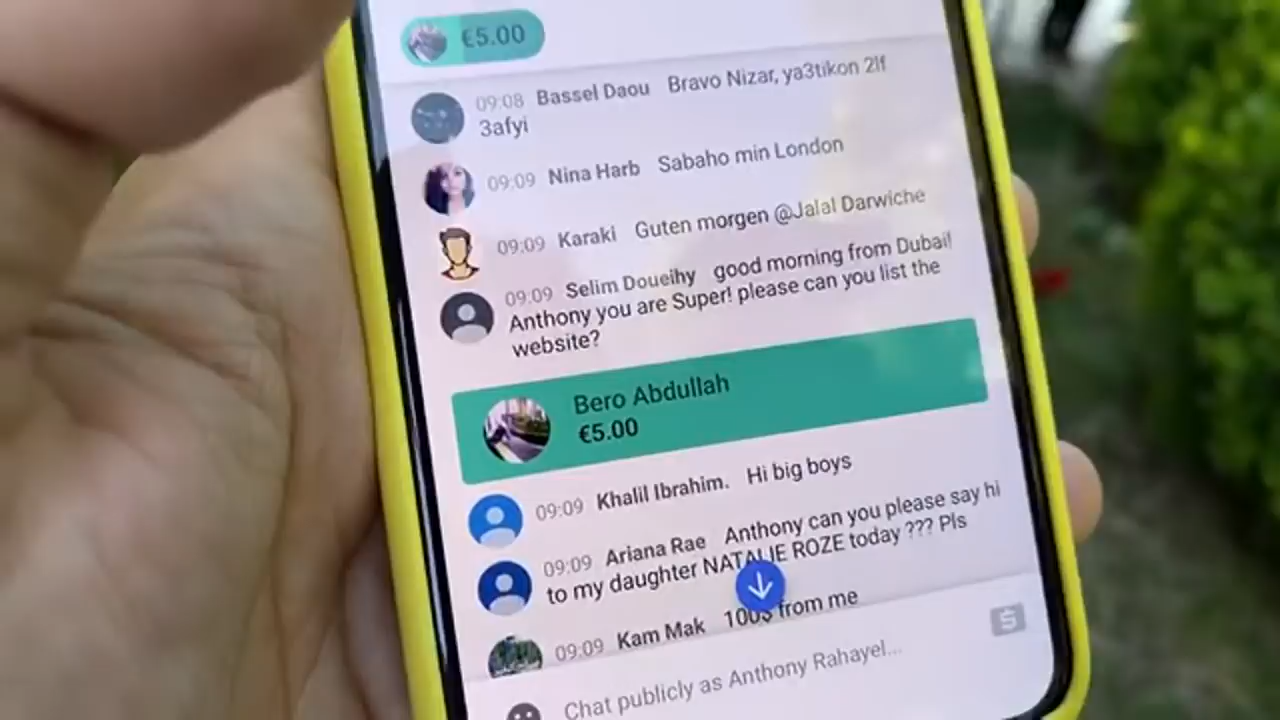 €5.00
09:08 Bassel Daou Bravo Nizar, ya3tikon 2lf
3afyi
09:09 Nina Harb Sabaho min London
09:09 Karaki Guten morgen @Jalal Darwiche
09:09 Selim Doueihy good morning from Dubai!
Anthony you are Super! please can you list the
website?
Bero Abdullah
€5.00
09:09 Khalil Ibrahim. Hi big boys
09:09 Ariana Rae Anthony can you please say hi
to my daughter NATALIE ROZE today ??? Pls
09:09 Kam Mak 100$ from me
Chat publicly as Anthony Rahayel...
$